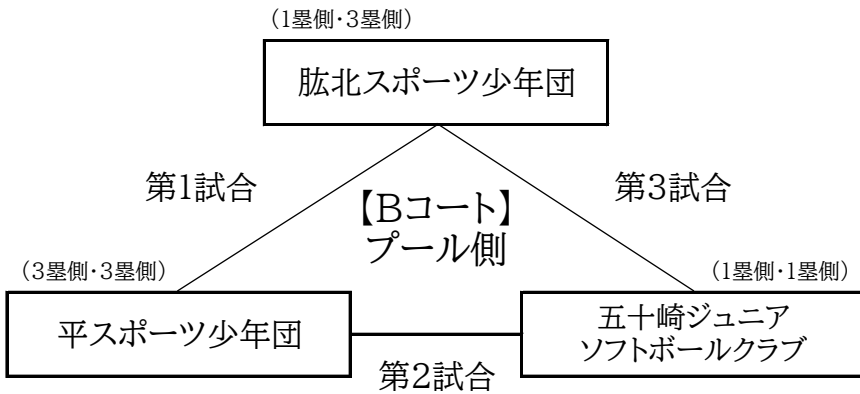 （1塁側・3塁側）
肱北スポーツ少年団
第1試合
第3試合
【Bコート】
プール側
（3塁側・3塁側）
（1塁側・1塁側）
平スポーツ少年団
五十崎ジュニア
ソフトボールクラブ
第2試合